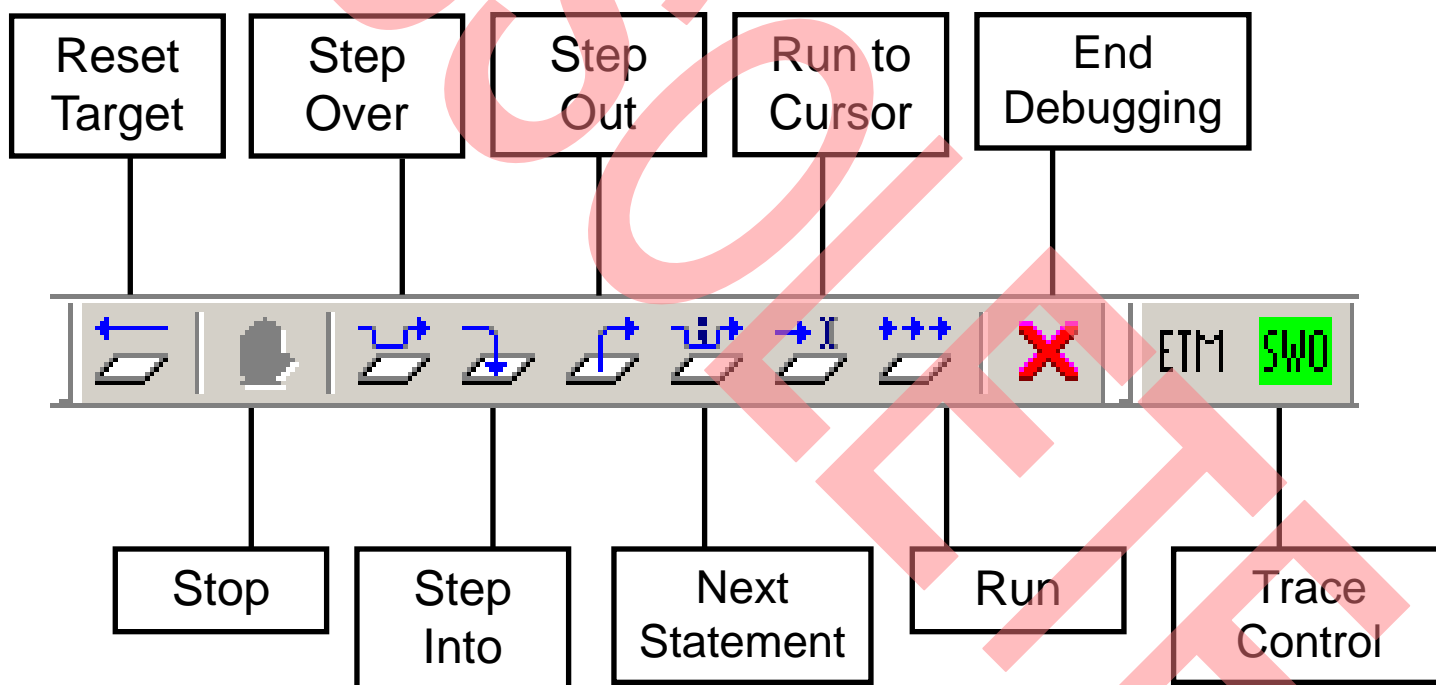 Reset
Target
Step
Over
Step
Out
Run to
Cursor
End
Debugging
ETM
SWO
Stop
Step
Into
Next
Statement
Run
Trace
Control